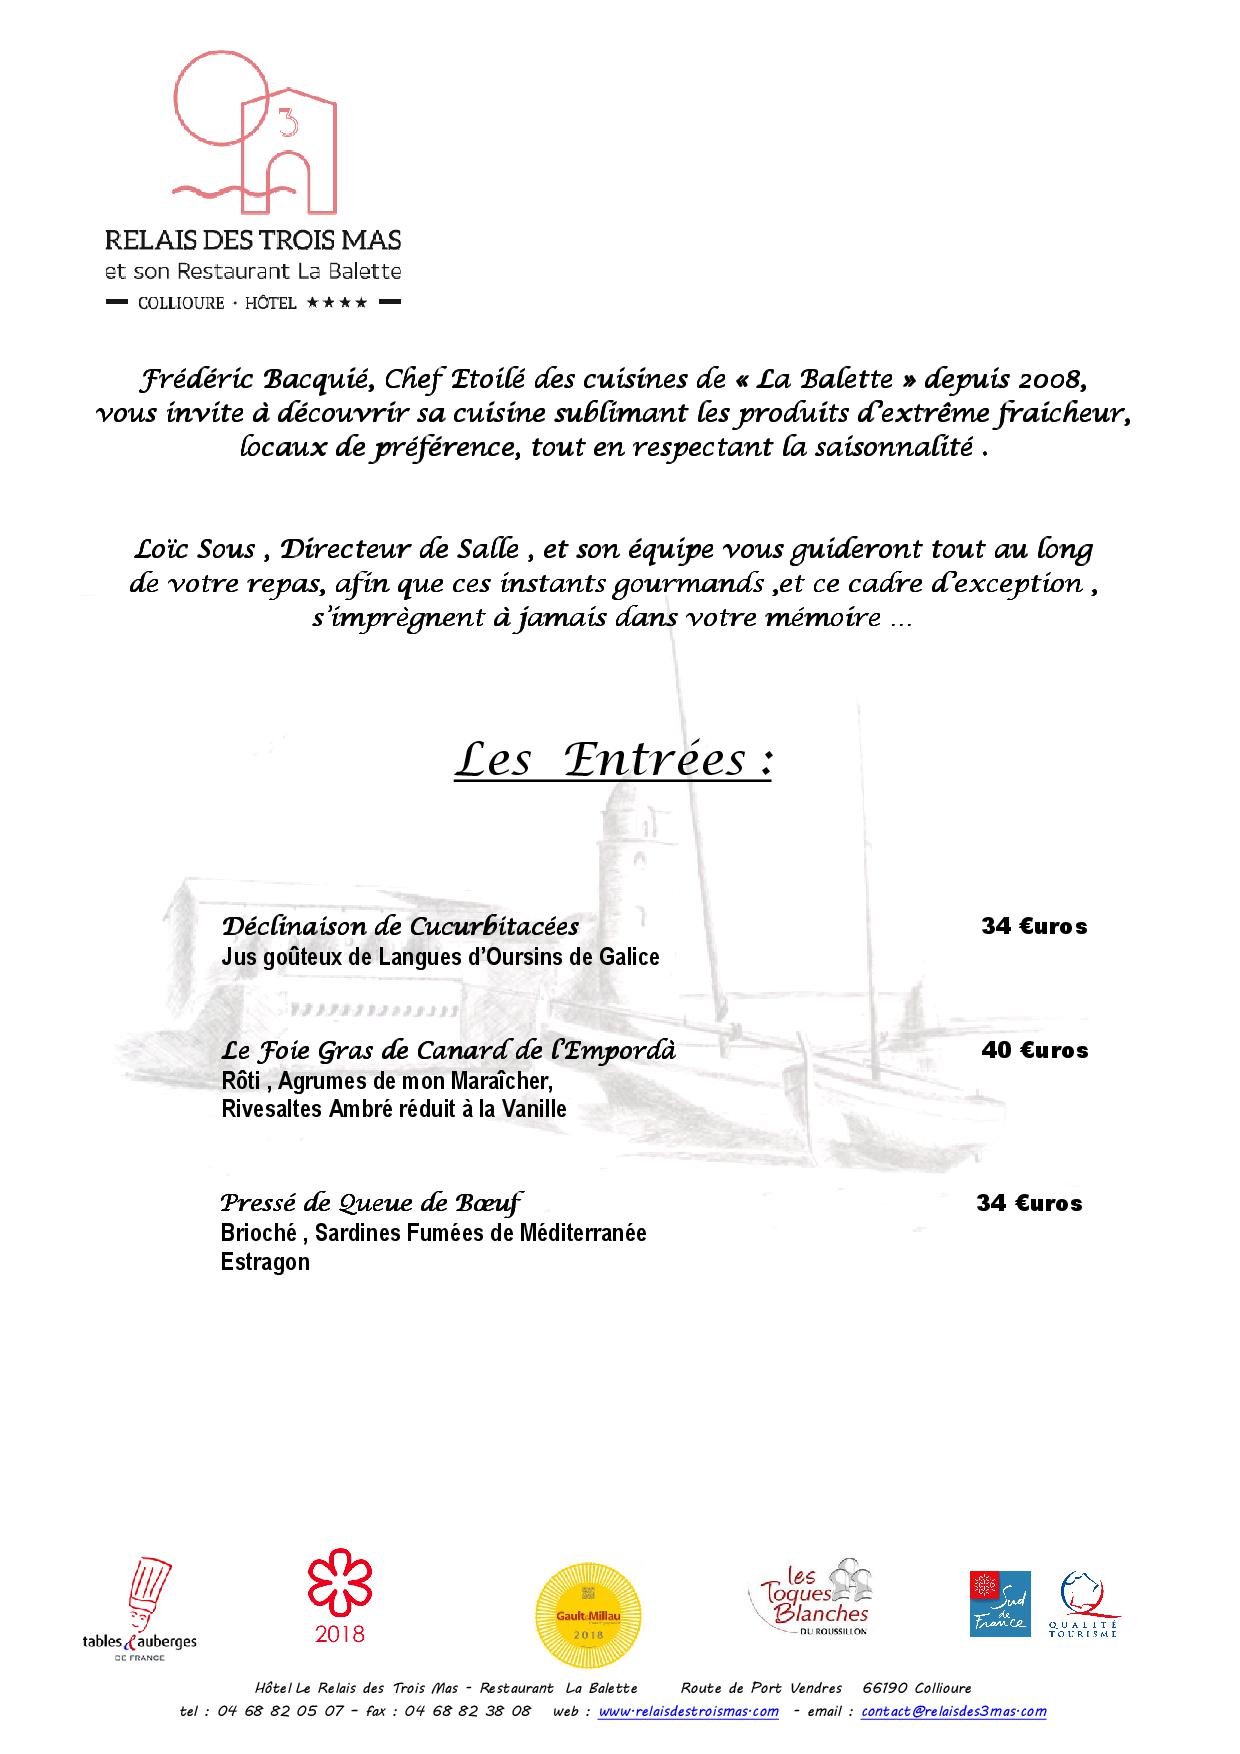 3
RELAIS DES TROIS MAS
et son Restaurant La Balette
COLLIOURE · HÔTEL ★★★★
Frédéric Bacquié, Chef Etoilé des cuisines de « La Balette » depuis 2008,
vous invite à découvrir sa cuisine sublimant les produits d’extrême fraicheur,
locaux de préférence, tout en respectant la saisonnalité .
Loïc Sous , Directeur de Salle , et son équipe vous guideront tout au long
de votre repas, afin que ces instants gourmands ,et ce cadre d’exception ,
s’imprègnent à jamais dans votre mémoire …
Les Entrées :
Déclinaison de Cucurbitacées 34 €uros
Jus goûteux de Langues d’Oursins de Galice
Le Foie Gras de Canard de l’Empordà 40 €uros
Rôti , Agrumes de mon Maraîcher,
Rivesaltes Ambré réduit à la Vanille
Pressé de Queue de Bœuf 34 €uros
Brioché , Sardines Fumées de Méditerranée
Estragon
tables & auberges
DE FRANCE
2018
Gault&Millau
2018
les
Toques
Blanches
DU ROUSSILLON
Sud
de
France
QUALITÉ
TOURISME
Hôtel Le Relais des Trois Mas - Restaurant La Balette Route de Port Vendres 66190 Collioure
tel : 04 68 82 05 07 – fax : 04 68 82 38 08 web : www.relaisdestroismas.com - email : contact@relaisdes3mas.com